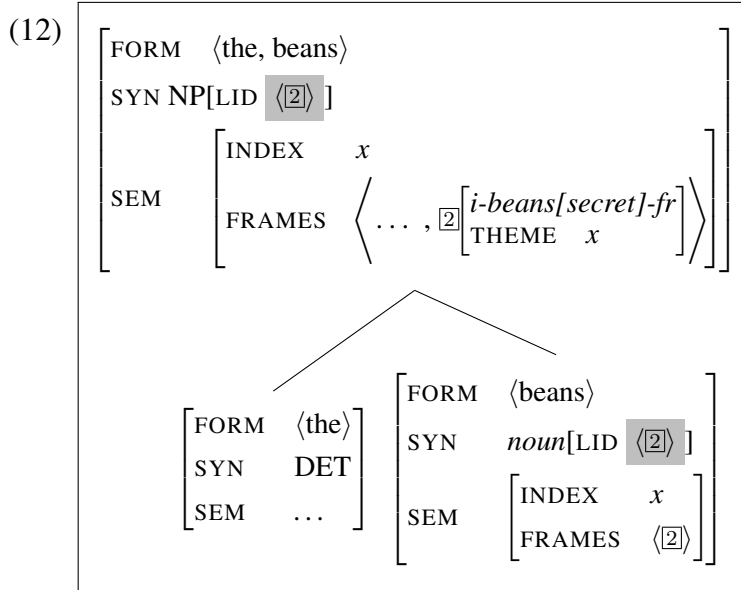 (12)
FORM ⟨the, beans⟩
SYN NP[LID ⟨2⟩ ]
SEM
INDEX x
FRAMES ⟨ . . . , 2 i-beans[secret]-fr
THEME x ⟩
FORM ⟨the⟩
SYN DET
SEM . . .
FORM ⟨beans⟩
SYN noun[LID ⟨2⟩ ]
SEM
INDEX x
FRAMES ⟨2⟩